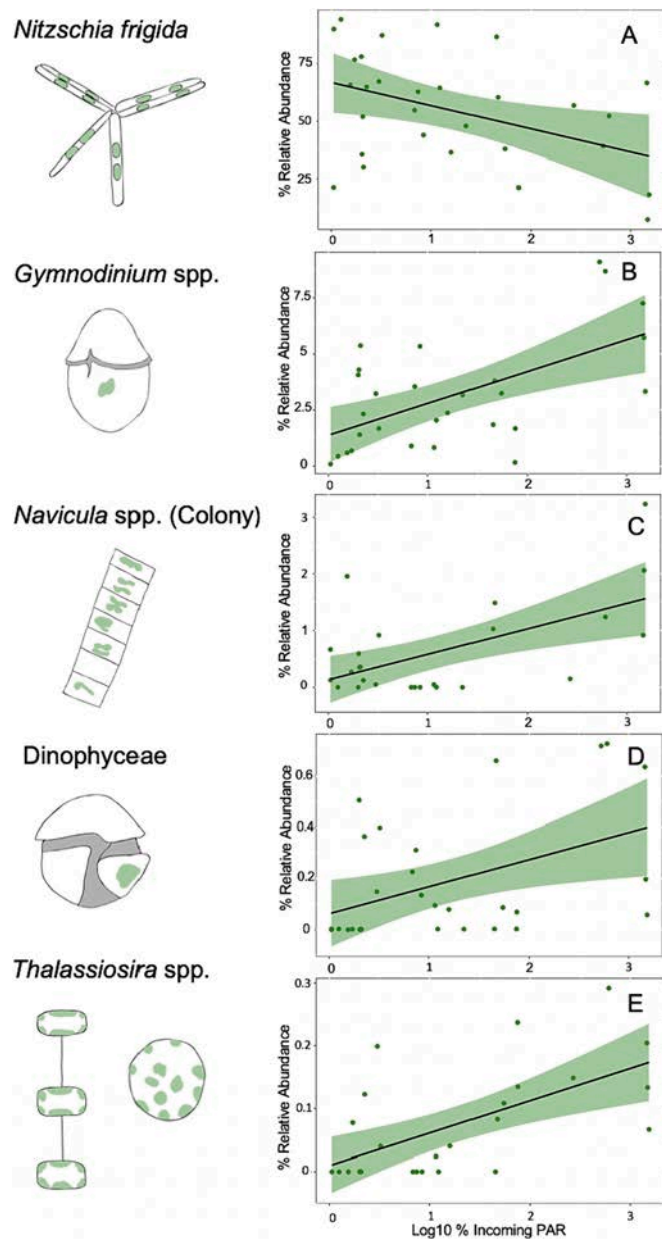 Nitzschia frigida
A
% Relative Abundance
75
50
25
0 1 2 3
Gymnodinium spp.
B
% Relative Abundance
7.5
5
2.5
0
0 1 2 3
Navicula spp. (Colony)
C
% Relative Abundance
3
2
1
0
0 1 2 3
Dinophyceae
D
% Relative Abundance
0.6
0.4
0.2
0
0 1 2 3
Thalassiosira spp.
E
% Relative Abundance
0.3
0.2
0.1
0
0 1 2 3
Log10 % Incoming PAR